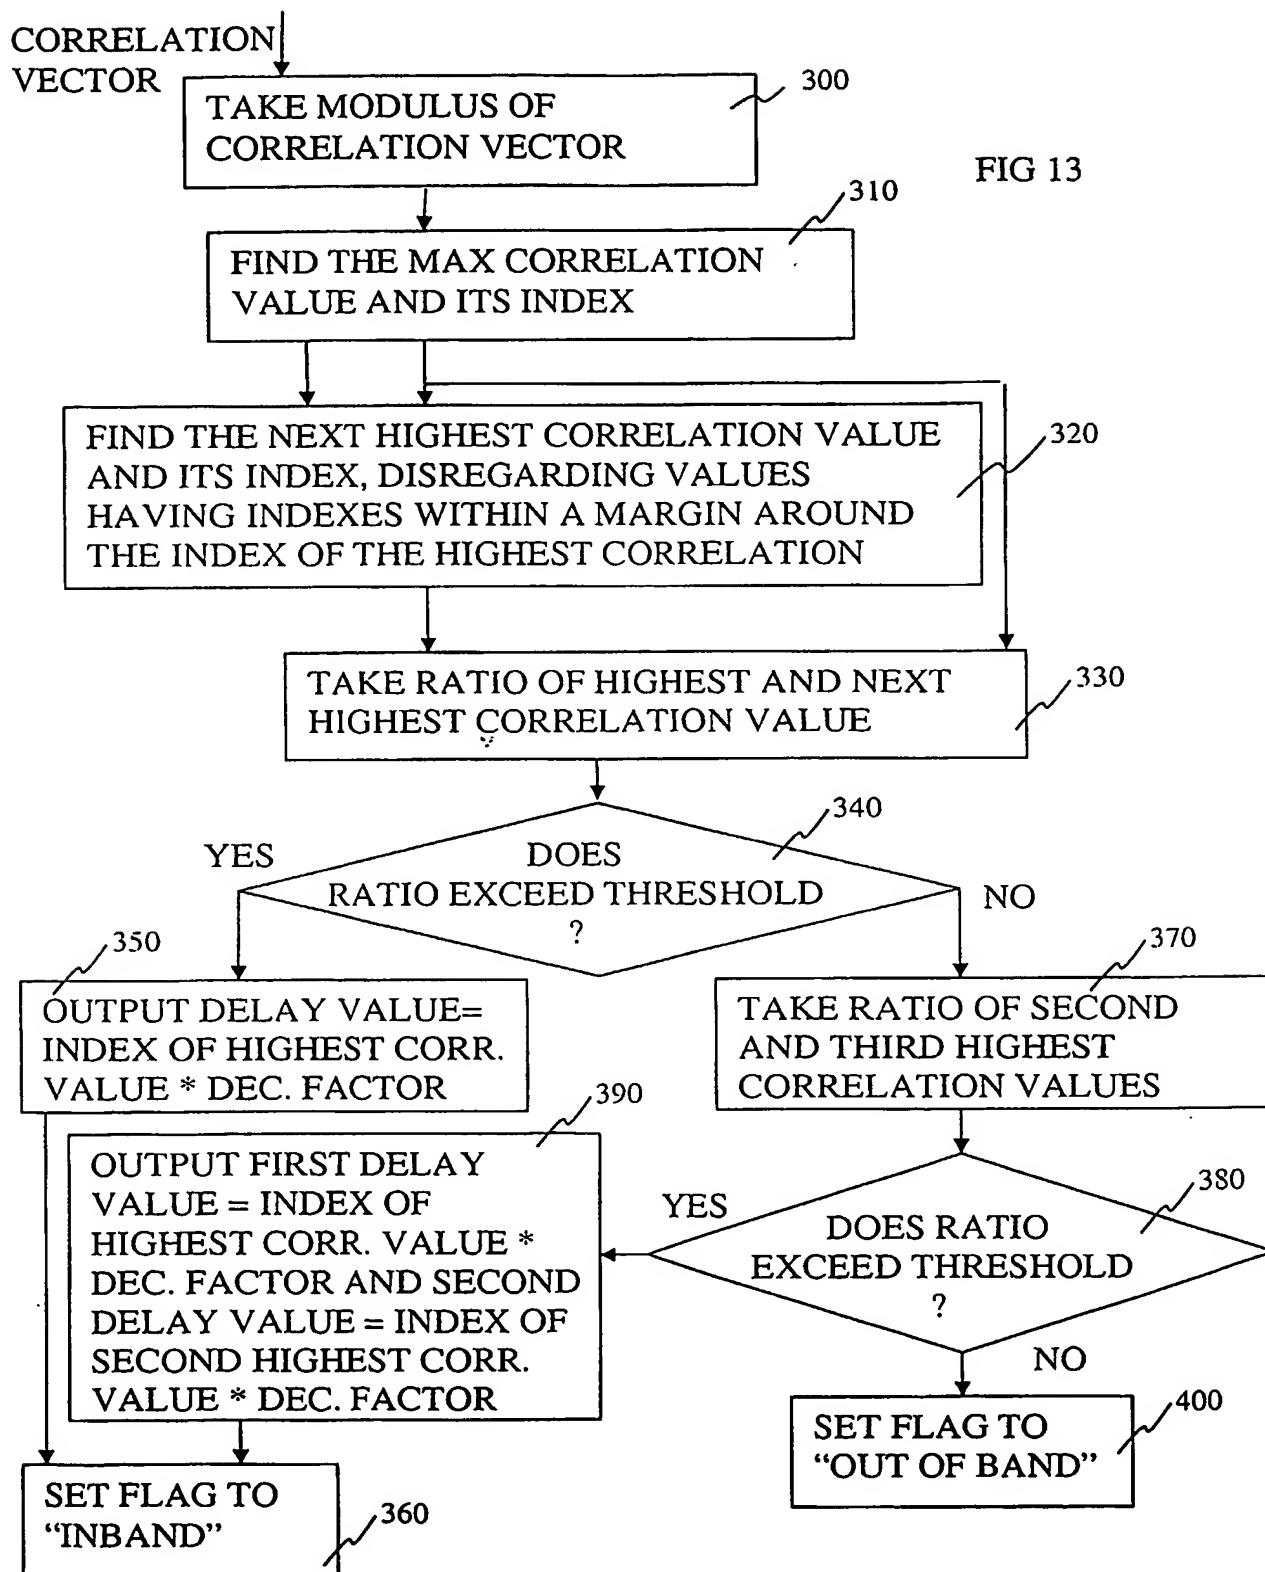 CORRELATION
VECTOR
TAKE MODULUS OF
CORRELATION VECTOR
300
FIG 13
310
FIND THE MAX CORRELATION
VALUE AND ITS INDEX
FIND THE NEXT HIGHEST CORRELATION VALUE
AND ITS INDEX, DISREGARDING VALUES
HAVING INDEXES WITHIN A MARGIN AROUND
THE INDEX OF THE HIGHEST CORRELATION
320
TAKE RATIO OF HIGHEST AND NEXT
HIGHEST CORRELATION VALUE
330
340
YES
DOES
RATIO EXCEED THRESHOLD
?
NO
350
OUTPUT DELAY VALUE=
INDEX OF HIGHEST CORR.
VALUE * DEC. FACTOR
370
TAKE RATIO OF SECOND
AND THIRD HIGHEST
CORRELATION VALUES
390
OUTPUT FIRST DELAY
VALUE = INDEX OF
HIGHEST CORR. VALUE *
DEC. FACTOR AND SECOND
DELAY VALUE = INDEX OF
SECOND HIGHEST CORR.
VALUE * DEC. FACTOR
YES
380
DOES RATIO
EXCEED THRESHOLD
?
NO
SET FLAG TO
“OUT OF BAND”
400
SET FLAG TO
“INBAND”
360